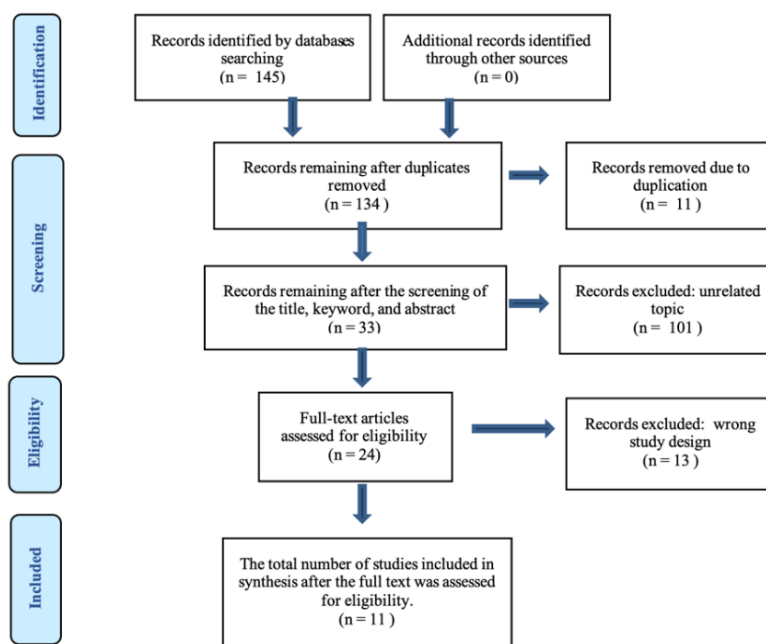 Identification
Records identified by databases
searching
(n = 145)
Additional records identified
through other sources
(n = 0)
Screening
Records remaining after duplicates
removed
(n = 134 )
Records removed due to
duplication
(n = 11 )
Records remaining after the screening of
the title, keyword, and abstract
(n = 33)
Records excluded: unrelated
topic
(n = 101)
Eligibility
Full-text articles
assessed for eligibility
(n = 24)
Records excluded: wrong
study design
(n = 13 )
Included
The total number of studies included in
synthesis after the full text was assessed
for eligibility.
(n = 11 )